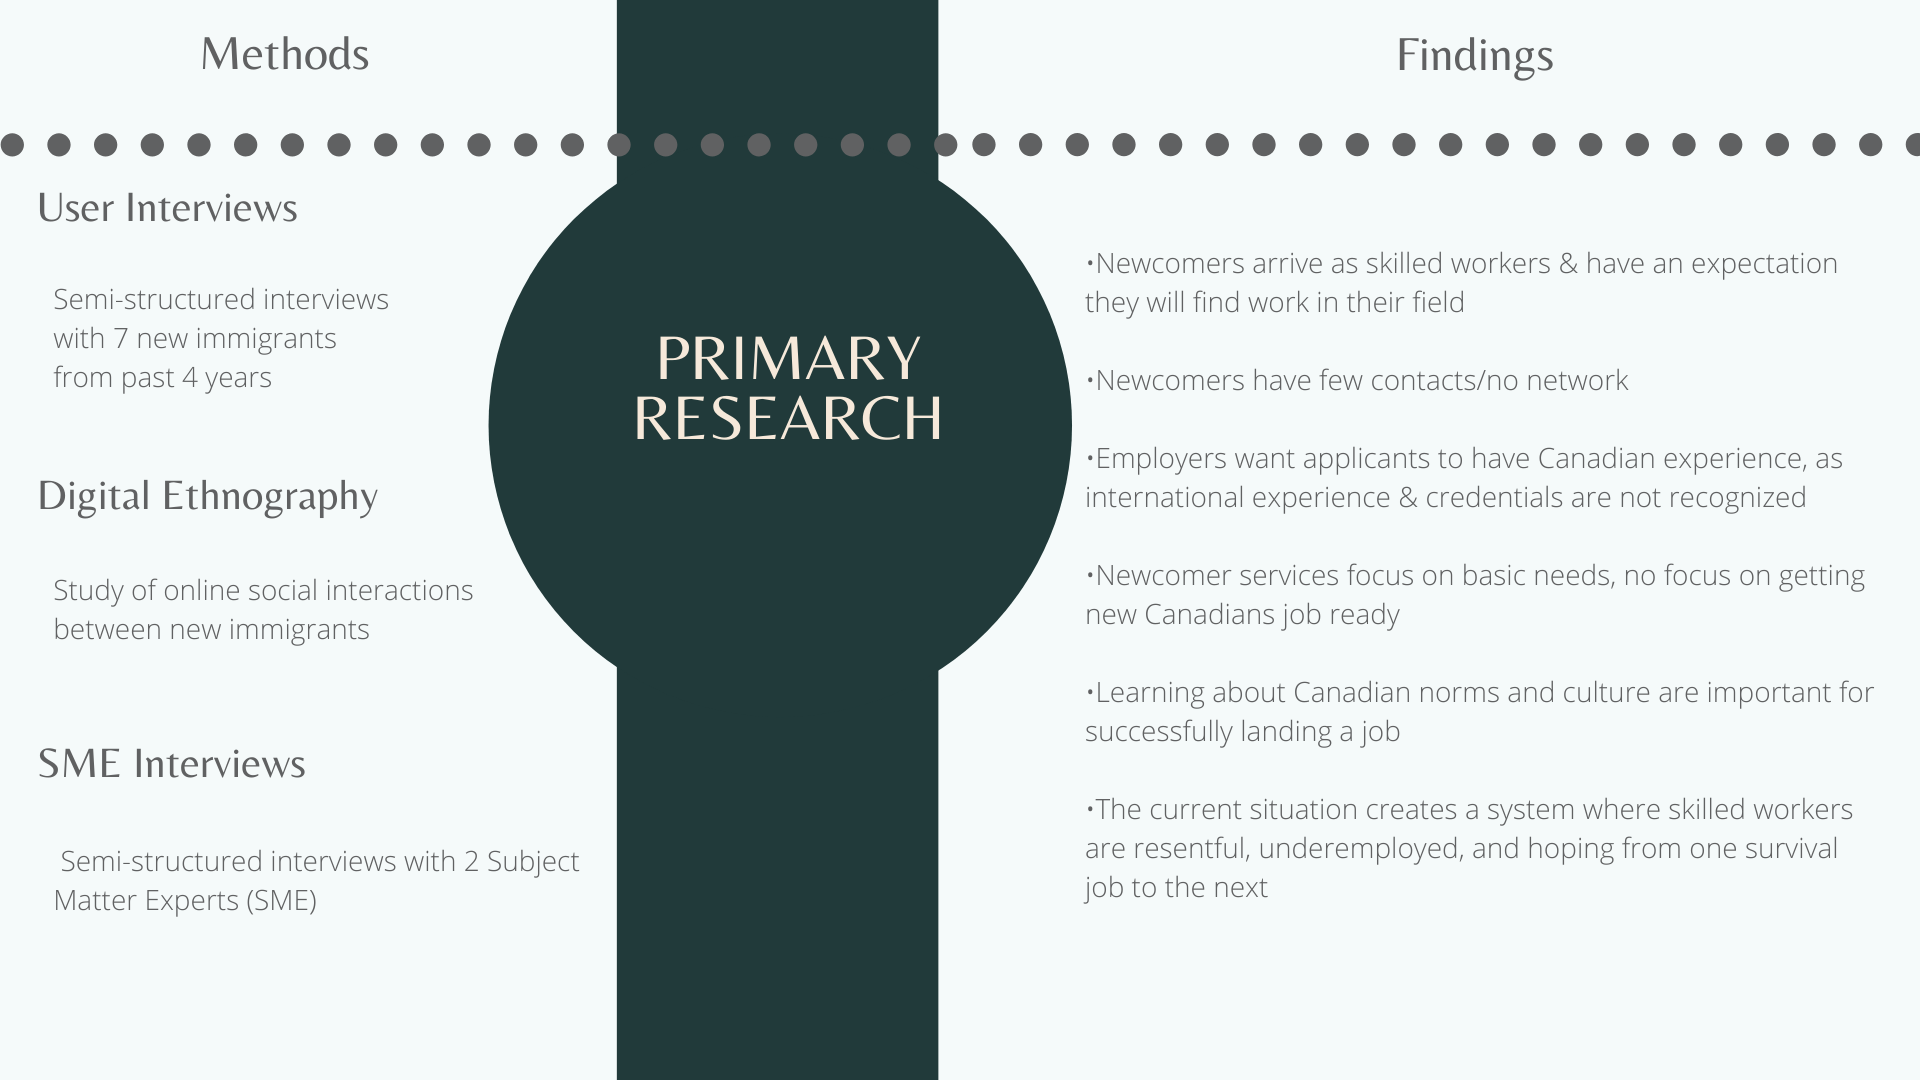 Methods
User Interviews
Semi-structured interviews
with 7 new immigrants
from past 4 years
Digital Ethnography
Study of online social interactions
between new immigrants
SME Interviews
Semi-structured interviews with 2 Subject
Matter Experts (SME)
PRIMARY
RESEARCH
Findings
•Newcomers arrive as skilled workers & have an expectation
they will find work in their field
•Newcomers have few contacts/no network
•Employers want applicants to have Canadian experience, as
international experience & credentials are not recognized
•Newcomer services focus on basic needs, no focus on getting
new Canadians job ready
•Learning about Canadian norms and culture are important for
successfully landing a job
•The current situation creates a system where skilled workers
are resentful, underemployed, and hoping from one survival
job to the next